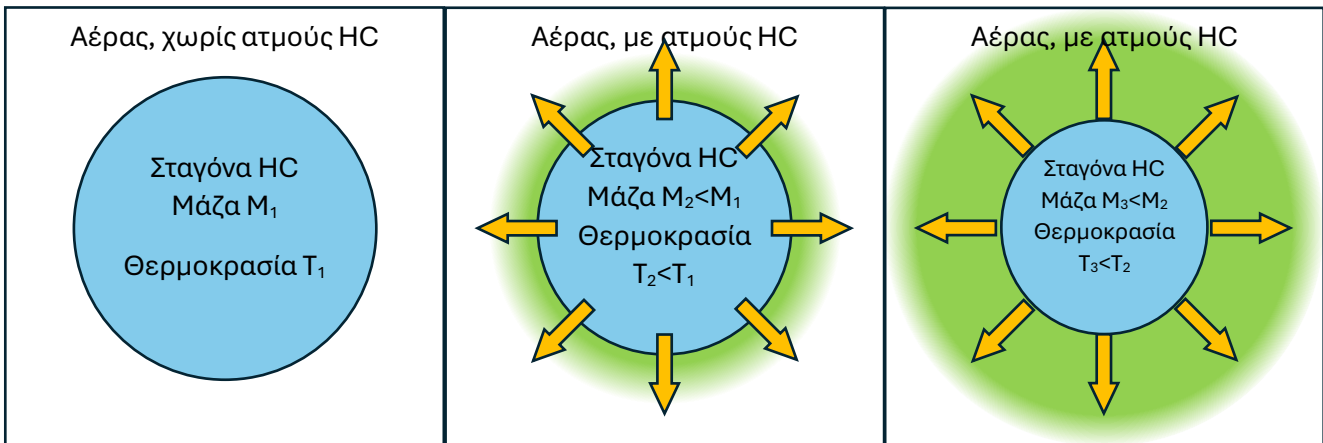 Αέρας, χωρίς ατμούς HC
Σταγόνα HC
Μάζα M₁
Θερμοκρασία T₁
Αέρας, με ατμούς HC
Σταγόνα HC
Μάζα M₂<M₁
Θερμοκρασία
T₂<T₁
Αέρας, με ατμούς HC
Σταγόνα HC
Μάζα M₃<M₂
Θερμοκρασία
T₃<T₂